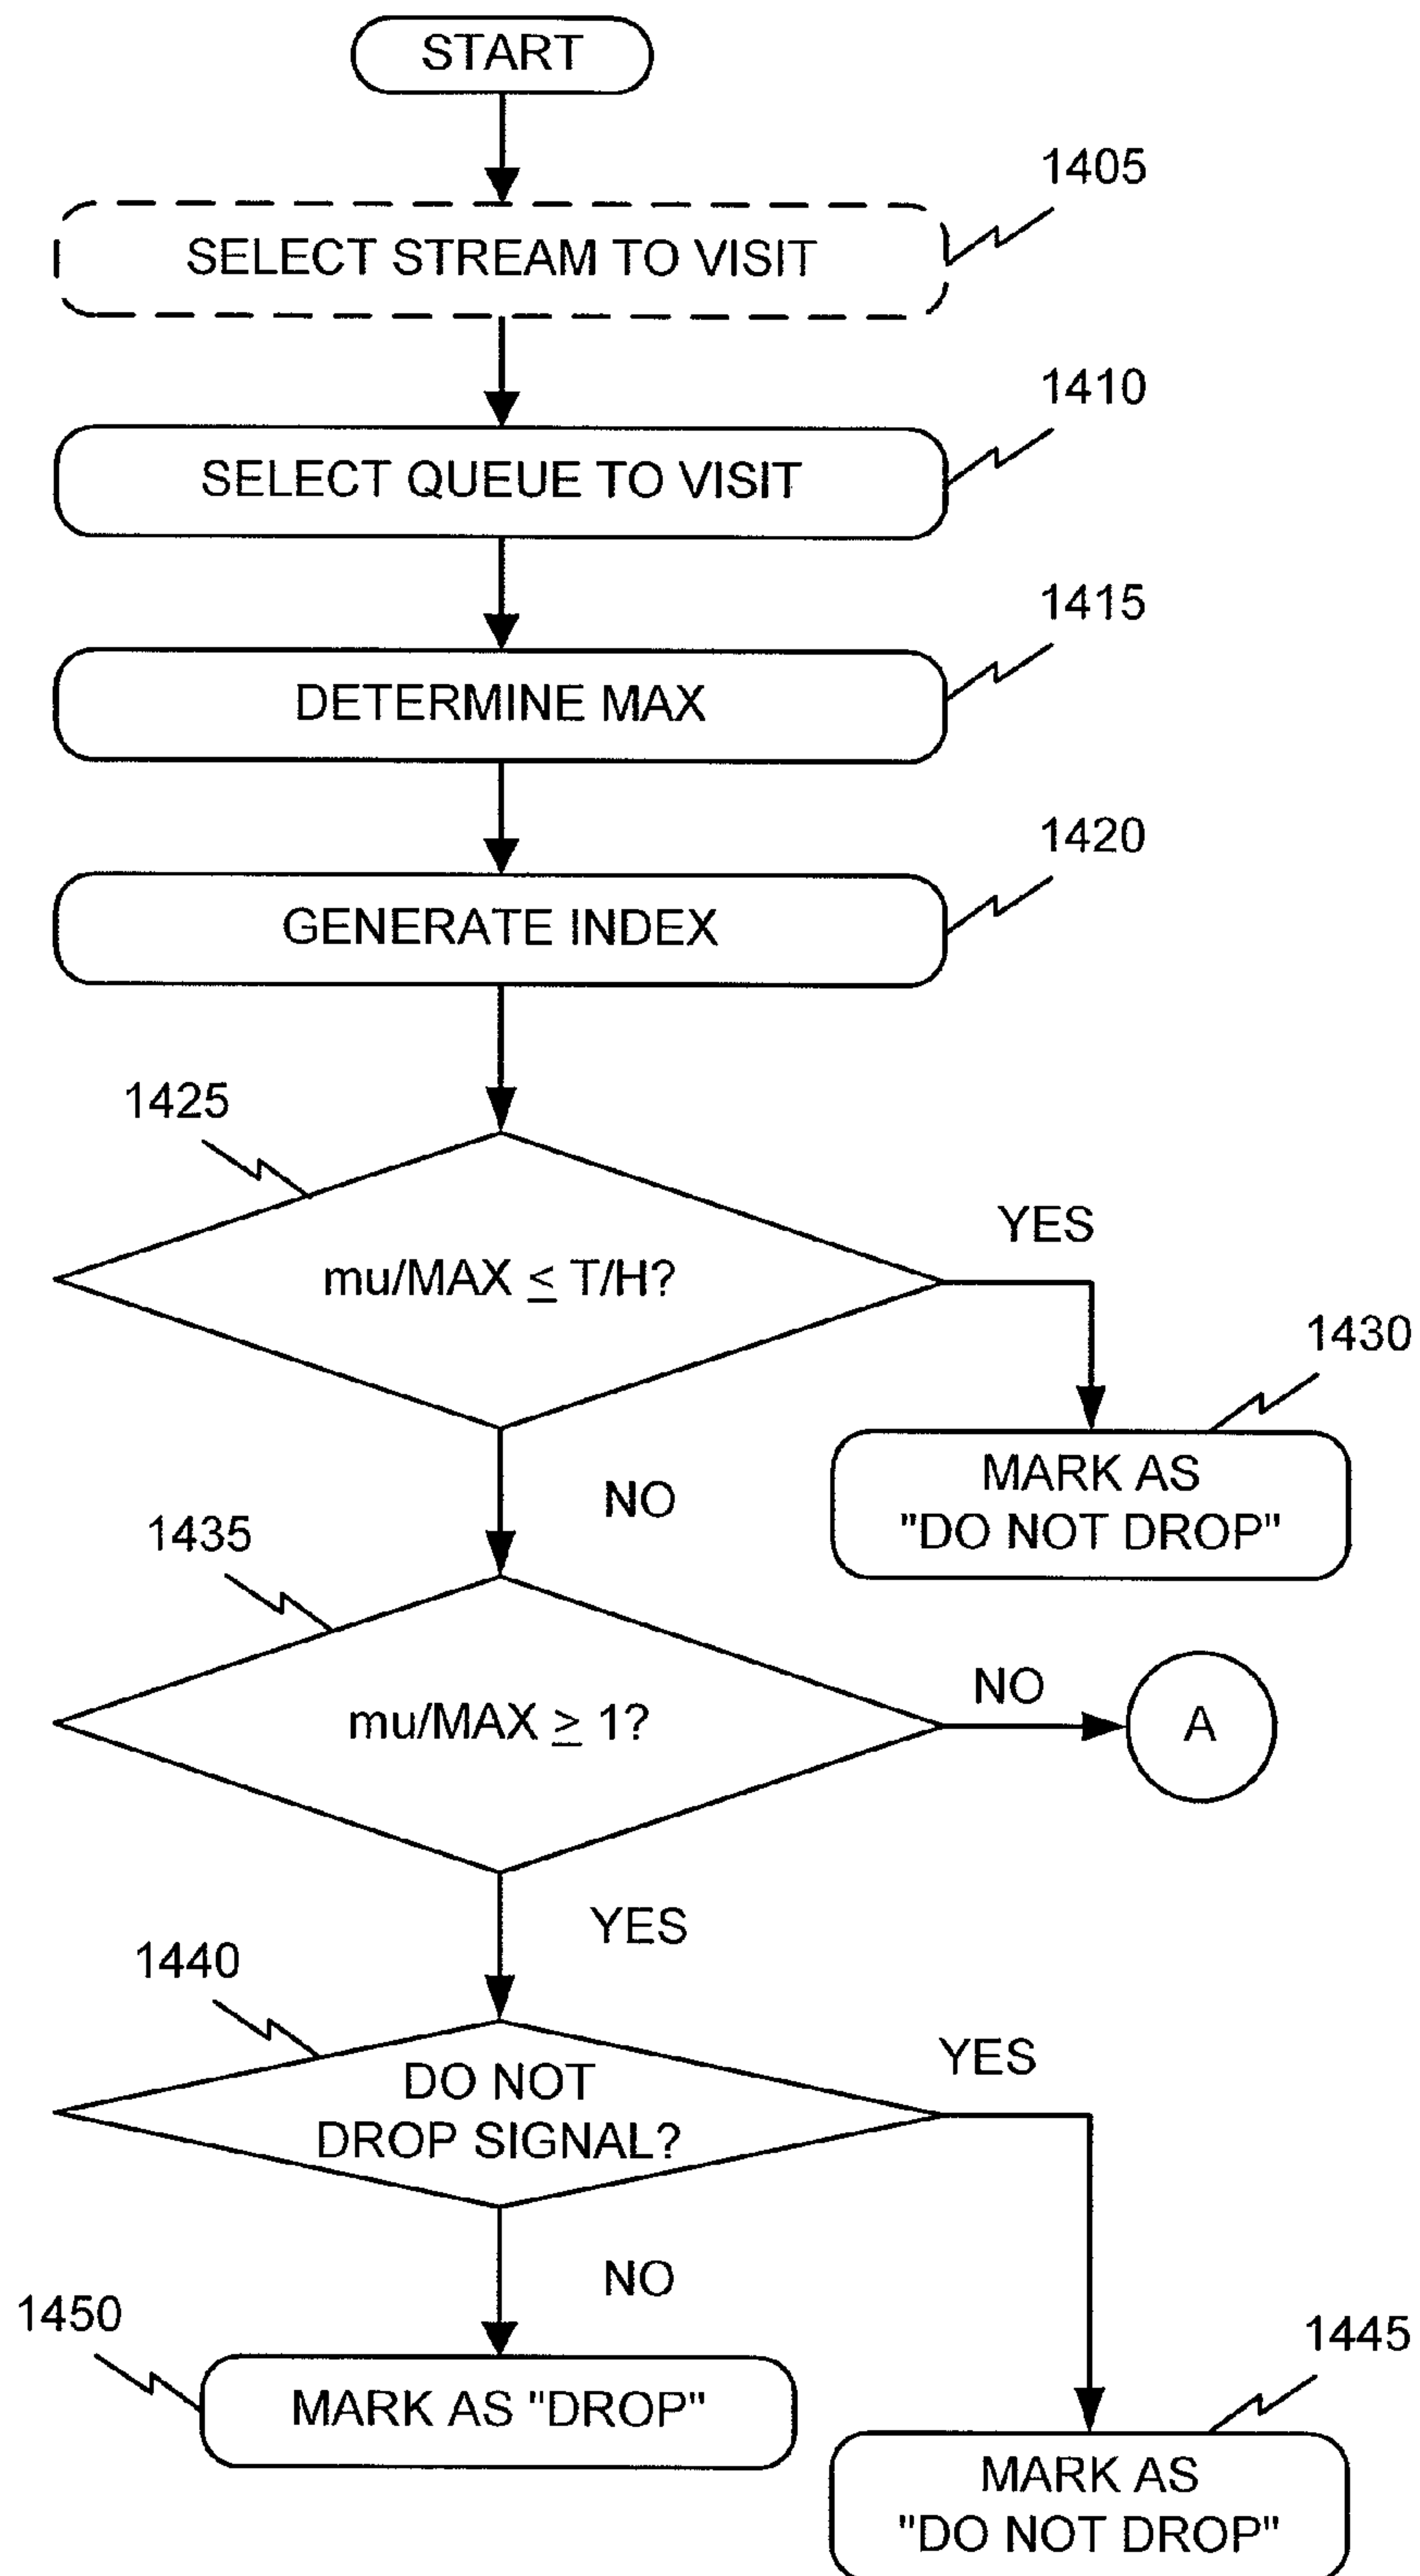 START
1405
SELECT STREAM TO VISIT
1410
SELECT QUEUE TO VISIT
1415
DETERMINE MAX
1420
GENERATE INDEX
1425
mu/MAX ≤ T/H?
YES
1430
MARK AS
"DO NOT DROP"
NO
1435
mu/MAX ≥ 1?
NO
A
YES
1440
DO NOT
DROP SIGNAL?
YES
NO
1450
MARK AS "DROP"
1445
MARK AS
"DO NOT DROP"